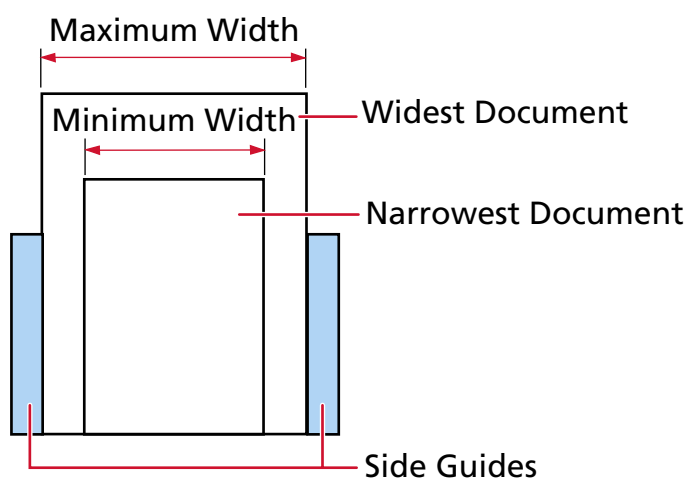 Maximum Width
Widest Document
Minimum Width
Narrowest Document
Side Guides